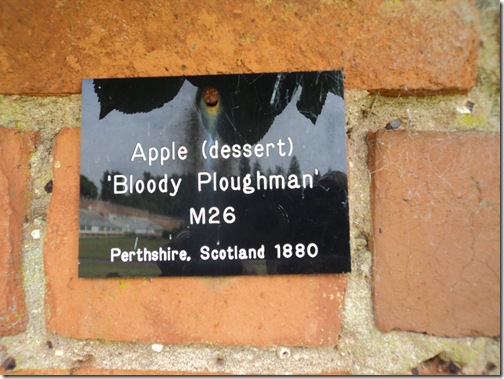 Apple (dessert)
'Bloody Ploughman'
M26
Perthshire, Scotland 1880